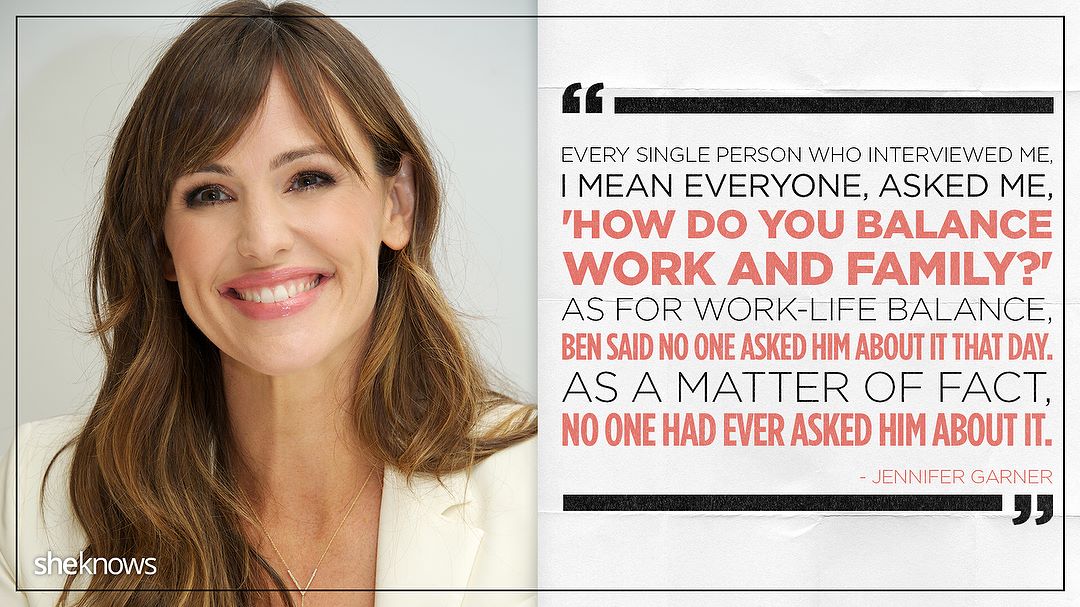 “
EVERY SINGLE PERSON WHO INTERVIEWED ME,
I MEAN EVERYONE, ASKED ME,
'HOW DO YOU BALANCE
WORK AND FAMILY?'
AS FOR WORK-LIFE BALANCE,
BEN SAID NO ONE ASKED HIM ABOUT IT THAT DAY.
AS A MATTER OF FACT,
NO ONE HAD EVER ASKED HIM ABOUT IT.
- JENNIFER GARNER
”
sheknows